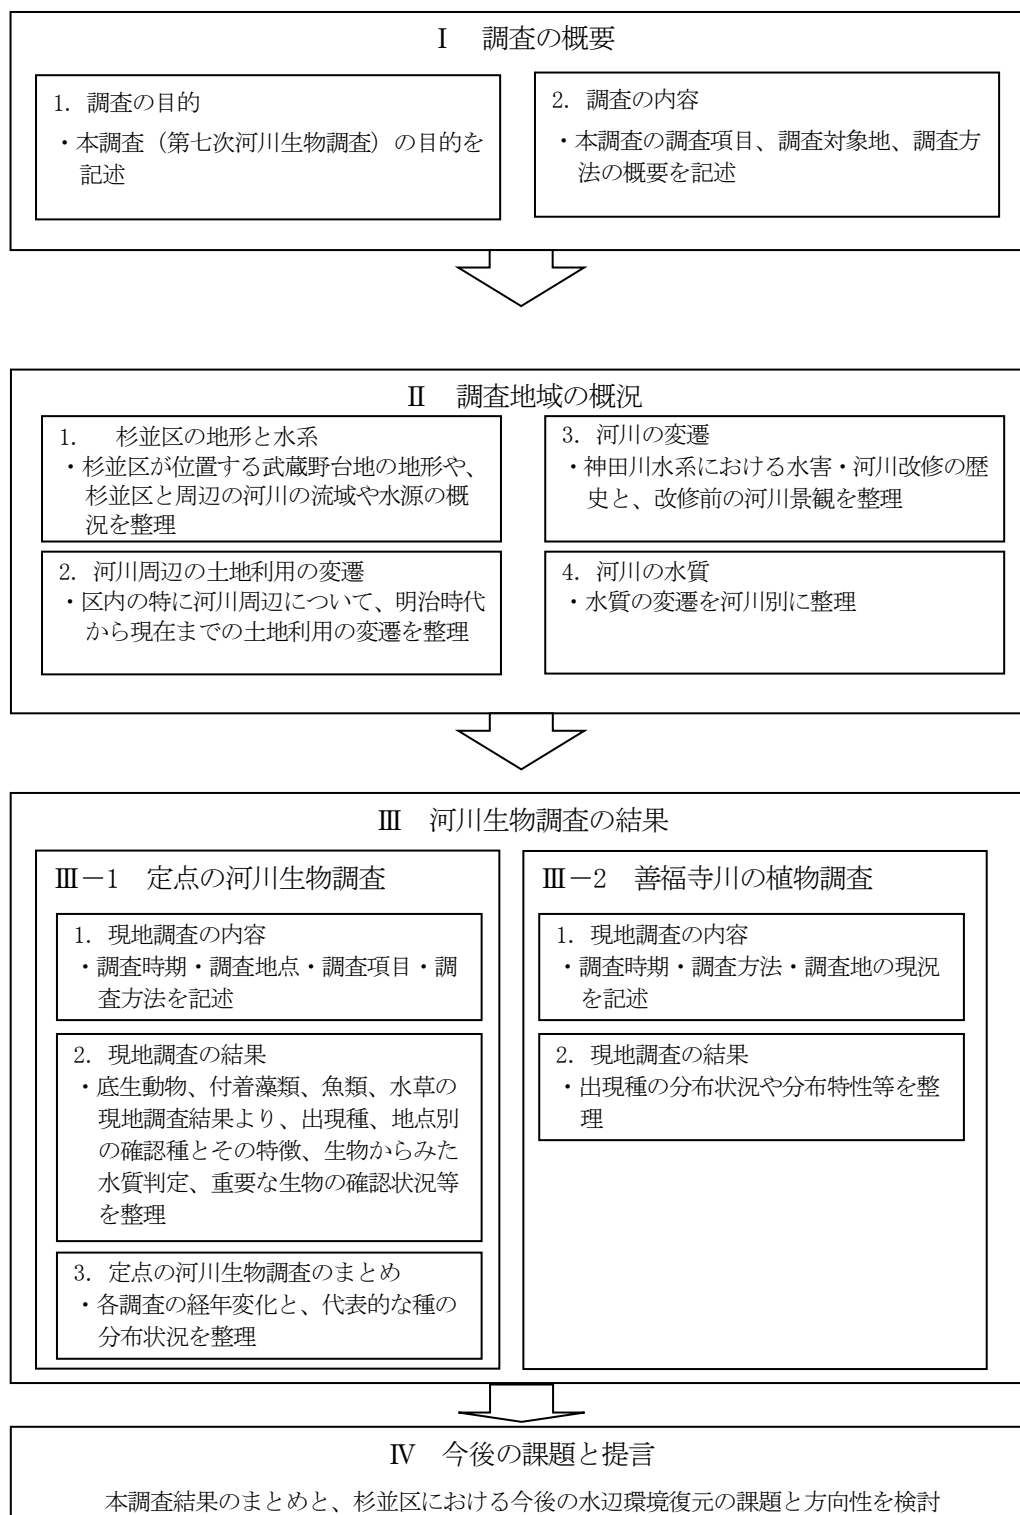 Ⅰ　調査の概要
1. 調査の目的
・本調査（第七次河川生物調査）の目的を
記述
2. 調査の内容
・本調査の調査項目、調査対象地、調査方
法の概要を記述
Ⅱ　調査地域の概況
1.　杉並区の地形と水系
・杉並区が位置する武蔵野台地の地形や、
杉並区と周辺の河川の流域や水源の概
況を整理
2. 河川周辺の土地利用の変遷
・区内の特に河川周辺について、明治時代
から現在までの土地利用の変遷を整理
3. 河川の変遷
・神田川水系における水害・河川改修の歴
史と、改修前の河川景観を整理
4. 河川の水質
・水質の変遷を河川別に整理
Ⅲ　河川生物調査の結果
Ⅲ－1　定点の河川生物調査
1. 現地調査の内容
・調査時期・調査地点・調査項目・調
査方法を記述
2. 現地調査の結果
・底生動物、付着藻類、魚類、水草の
現地調査結果より、出現種、地点別
の確認種とその特徴、生物からみた
水質判定、重要な生物の確認状況等
を整理
3. 定点の河川生物調査のまとめ
・各調査の経年変化と、代表的な種の
分布状況を整理
Ⅲ－2　善福寺川の植物調査
1. 現地調査の内容
・調査時期・調査方法・調査地の現況
を記述
2. 現地調査の結果
・出現種の分布状況や分布特性等を整
理
Ⅳ　今後の課題と提言
本調査結果のまとめと、杉並区における今後の水辺環境復元の課題と方向性を検討